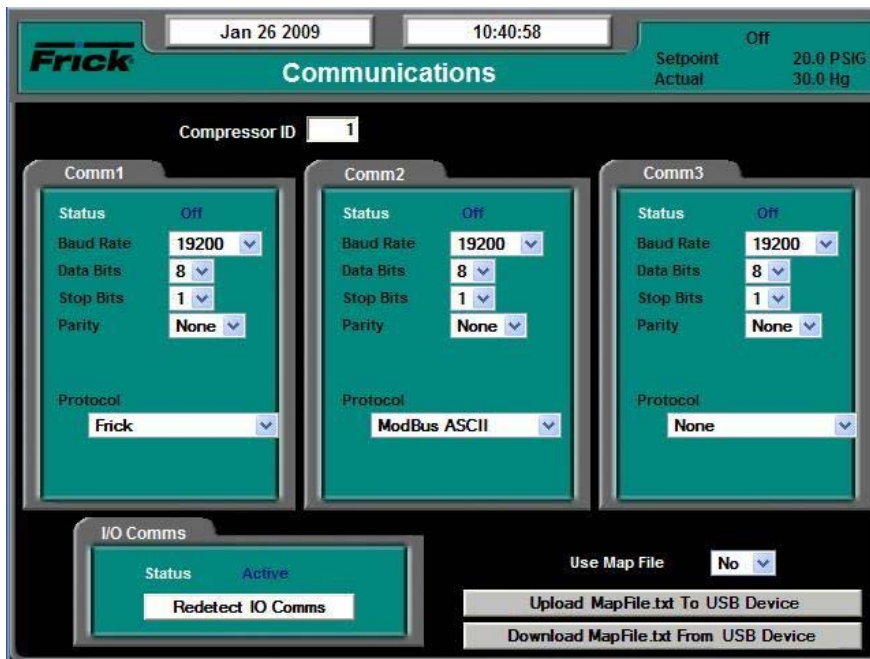 Jan 26 2009
10:40:58
Off
Frick
Communications
Setpoint 20.0 PSIG
Actual 30.0 Hg
Compressor ID 1
Comm1
Status Off
Baud Rate 19200
Data Bits 8
Stop Bits 1
Parity None
Protocol
Frick
Comm2
Status Off
Baud Rate 19200
Data Bits 8
Stop Bits 1
Parity None
Protocol
ModBus ASCII
Comm3
Status Off
Baud Rate 19200
Data Bits 8
Stop Bits 1
Parity None
Protocol
None
I/O Comms
Status Active
Redetect IO Comms
Use Map File No
Upload MapFile.txt To USB Device
Download MapFile.txt From USB Device